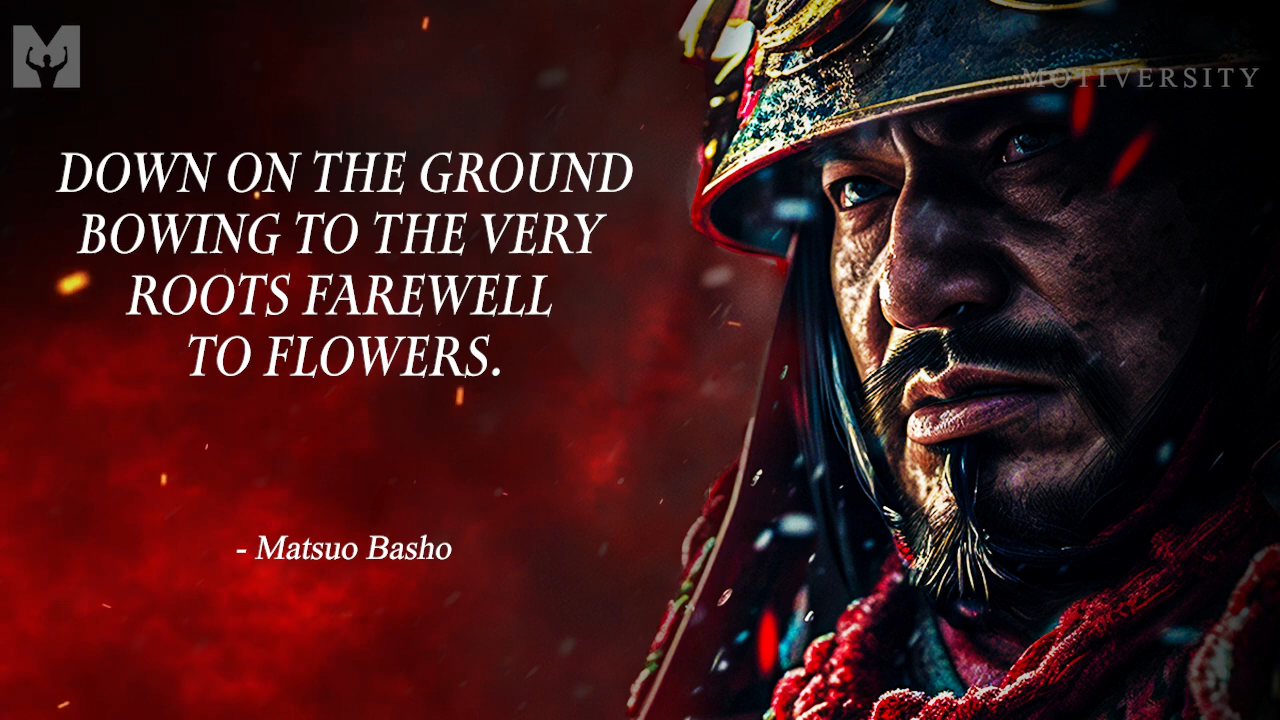 MOTIVERSITY
DOWN ON THE GROUND
BOWING TO THE VERY
ROOTS FAREWELL
TO FLOWERS.
- Matsuo Basho